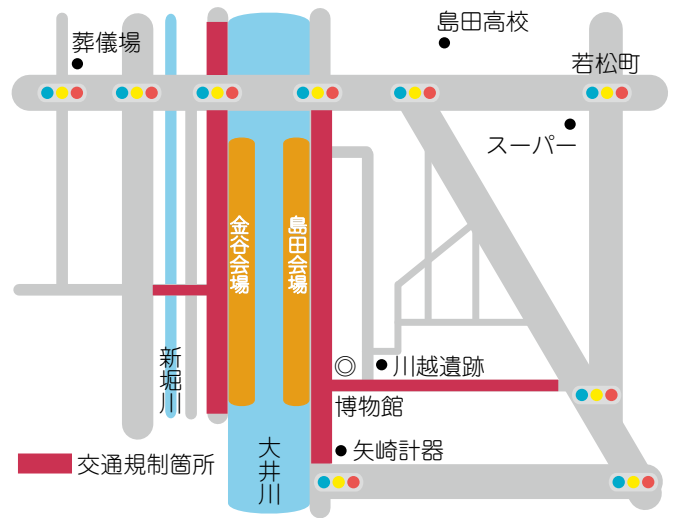 島田高校
葬儀場
若松町
スーパー
金谷会場
島田会場
新堀川
◎
川越遺跡
博物館
大井川
矢崎計器
交通規制箇所